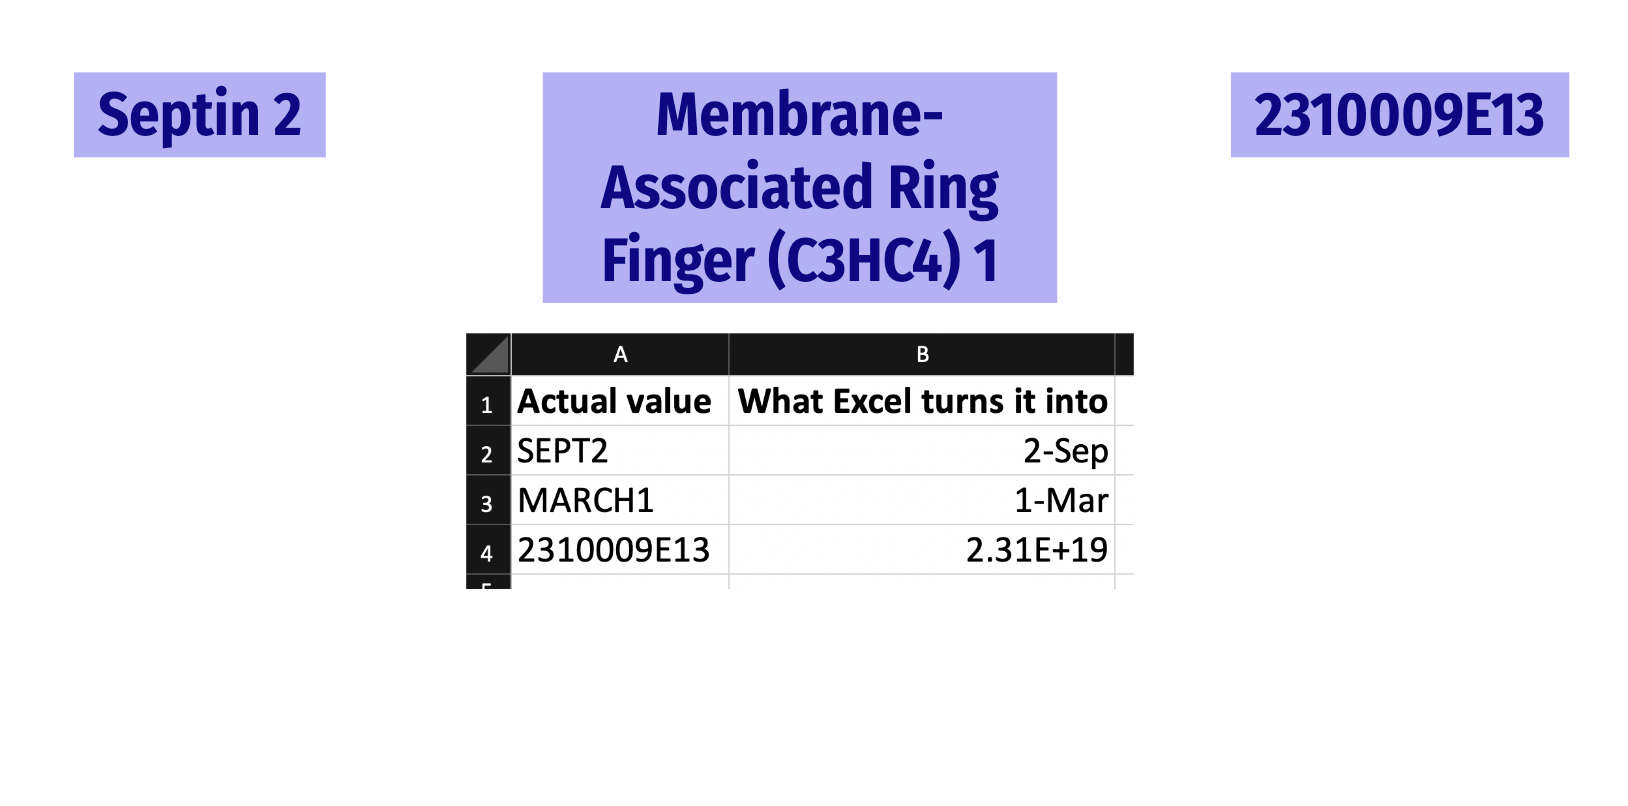 Septin 2
Membrane-
Associated Ring
Finger (C3HC4) 1
2310009E13
A B
1 Actual value What Excel turns it into
2 SEPT2 2-Sep
3 MARCH1 1-Mar
4 2310009E13 2.31E+19